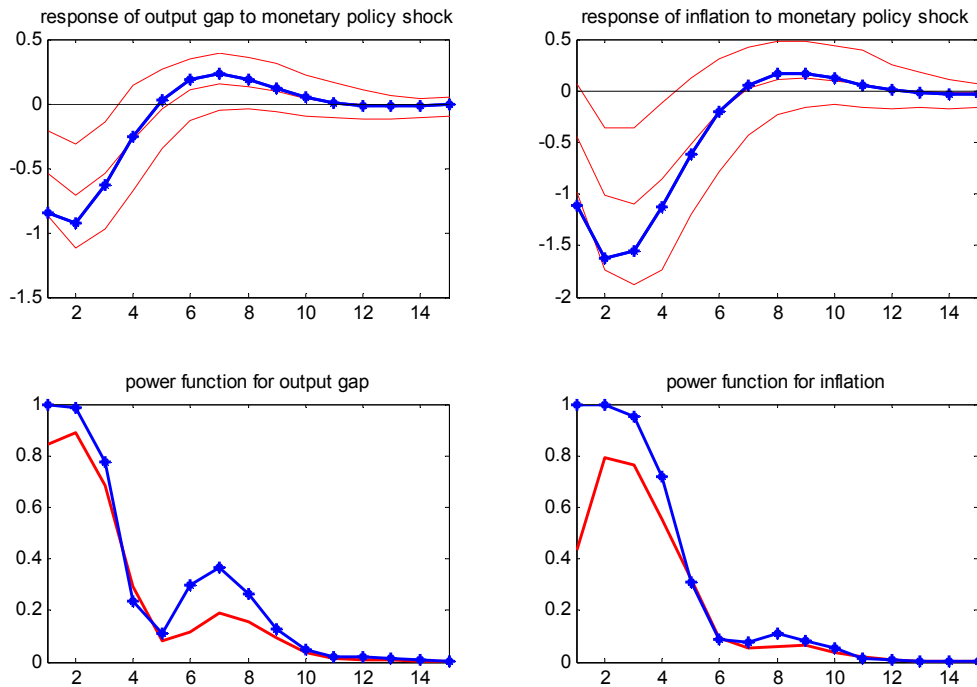 response of output gap to monetary policy shock
0.5
0
-0.5
-1
-1.5
2 4 6 8 10 12 14
response of inflation to monetary policy shock
0.5
0
-0.5
-1
-1.5
-2
2 4 6 8 10 12 14
power function for output gap
1
0.8
0.6
0.4
0.2
0
2 4 6 8 10 12 14
power function for inflation
1
0.8
0.6
0.4
0.2
0
2 4 6 8 10 12 14